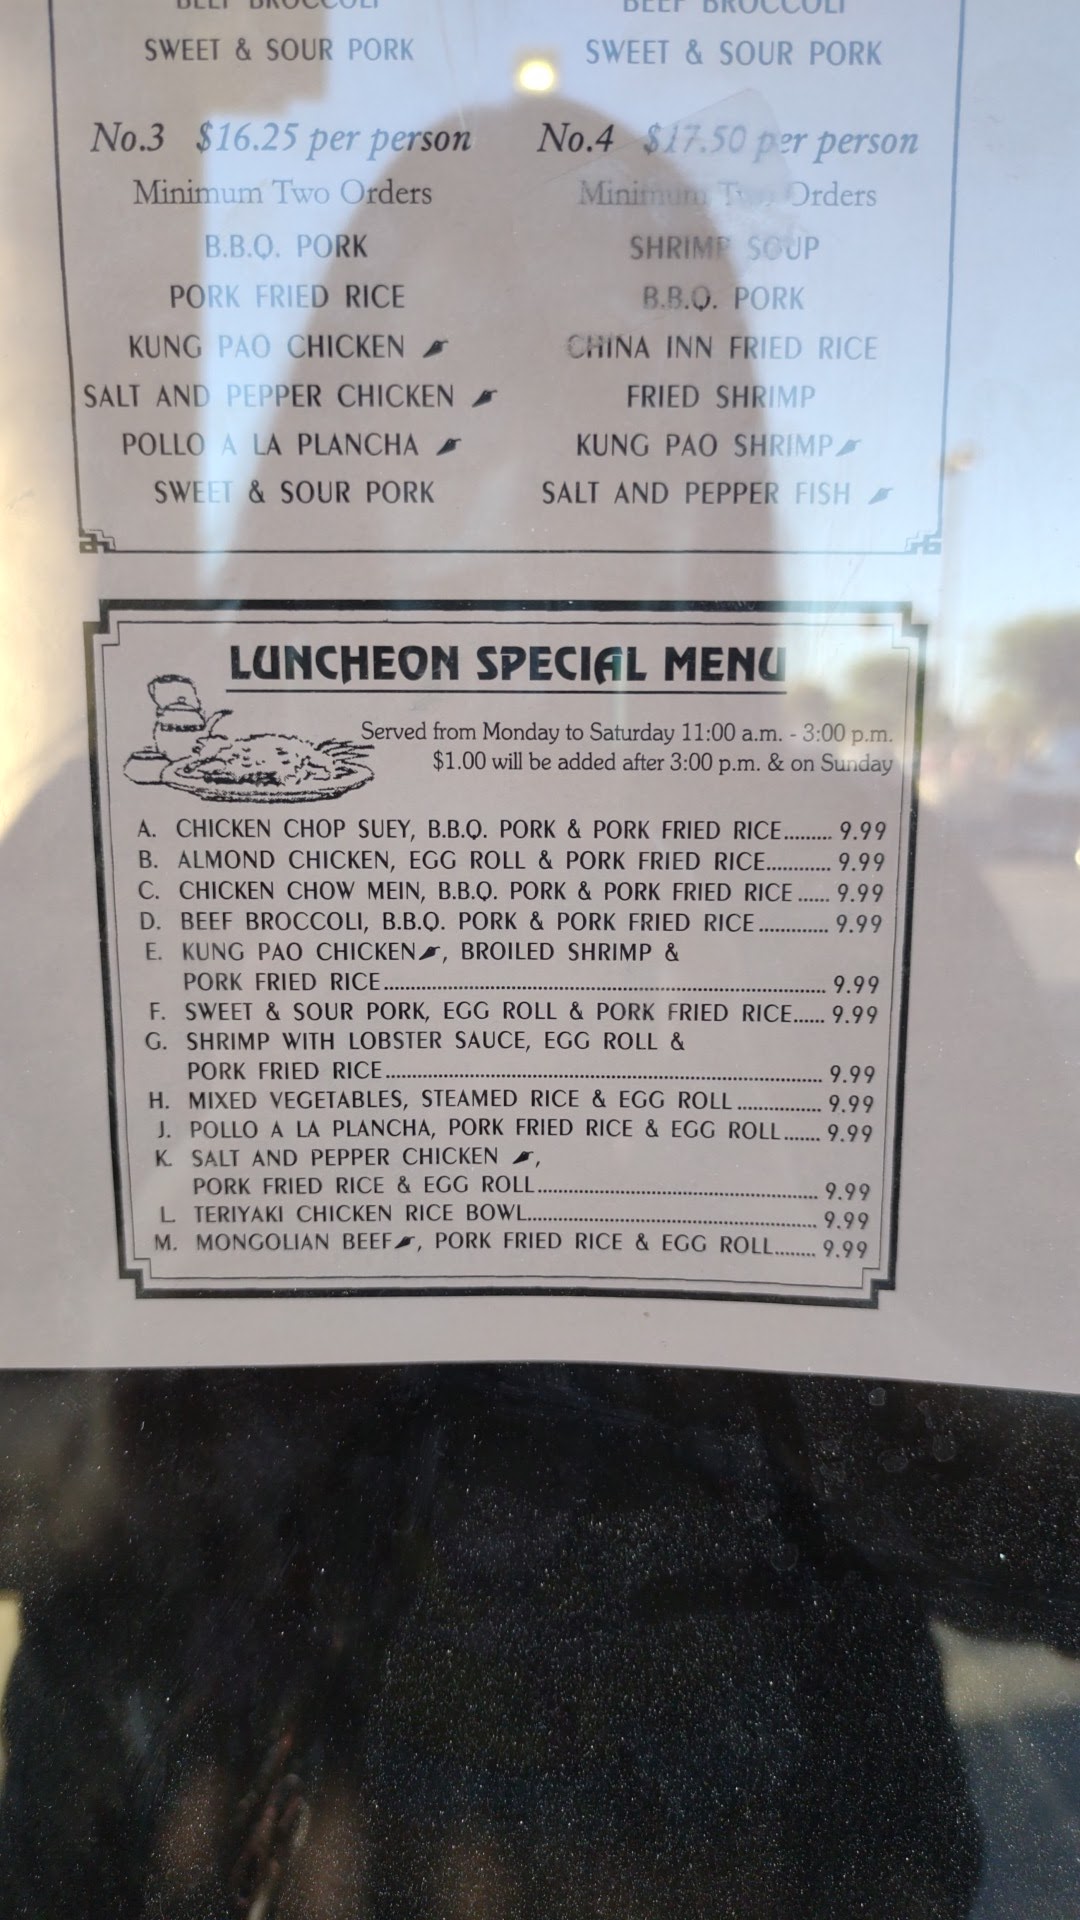 BEEF BROCCOLI
SWEET & SOUR PORK
BEEF BROCCOLI
SWEET & SOUR PORK
No.3 $16.25 per person
Minimum Two Orders
B.B.Q. PORK
PORK FRIED RICE
KUNG PAO CHICKEN
SALT AND PEPPER CHICKEN
POLLO A LA PLANCHA
SWEET & SOUR PORK
No.4 $17.50 per person
Minimum Two Orders
SHRIMP SOUP
B.B.Q. PORK
CHINA INN FRIED RICE
FRIED SHRIMP
KUNG PAO SHRIMP
SALT AND PEPPER FISH
LUNCHEON SPECIAL MENU
Served from Monday to Saturday 11:00 a.m. - 3:00 p.m.
$1.00 will be added after 3:00 p.m. & on Sunday
A. CHICKEN CHOP SUEY, B.B.Q. PORK & PORK FRIED RICE......... 9.99
B. ALMOND CHICKEN, EGG ROLL & PORK FRIED RICE............ 9.99
C. CHICKEN CHOW MEIN, B.B.Q. PORK & PORK FRIED RICE ...... 9.99
D. BEEF BROCCOLI, B.B.Q. PORK & PORK FRIED RICE ............. 9.99
E. KUNG PAO CHICKEN, BROILED SHRIMP &
PORK FRIED RICE................................................................ 9.99
F. SWEET & SOUR PORK, EGG ROLL & PORK FRIED RICE...... 9.99
G. SHRIMP WITH LOBSTER SAUCE, EGG ROLL &
PORK FRIED RICE................................................................ 9.99
H. MIXED VEGETABLES, STEAMED RICE & EGG ROLL ................ 9.99
J. POLLO A LA PLANCHA, PORK FRIED RICE & EGG ROLL....... 9.99
K. SALT AND PEPPER CHICKEN ,
PORK FRIED RICE & EGG ROLL.......................................... 9.99
L. TERIYAKI CHICKEN RICE BOWL............................................ 9.99
M. MONGOLIAN BEEF, PORK FRIED RICE & EGG ROLL........ 9.99